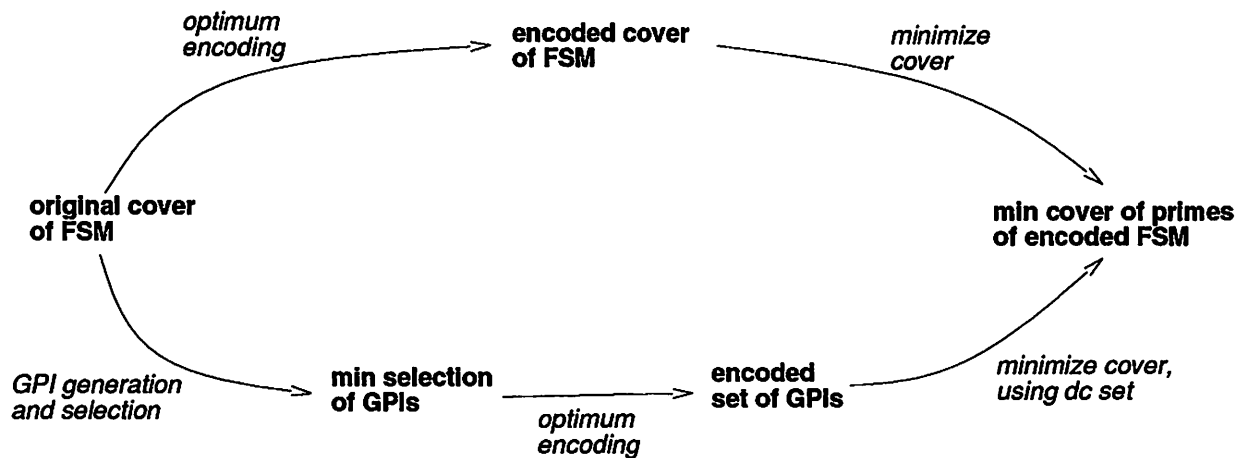 optimum
encoding
encoded cover
of FSM
minimize
cover
original cover
of FSM
min cover of primes
of encoded FSM
GPI generation
and selection
min selection
of GPIs
optimum
encoding
encoded
set of GPIs
minimize cover,
using dc set